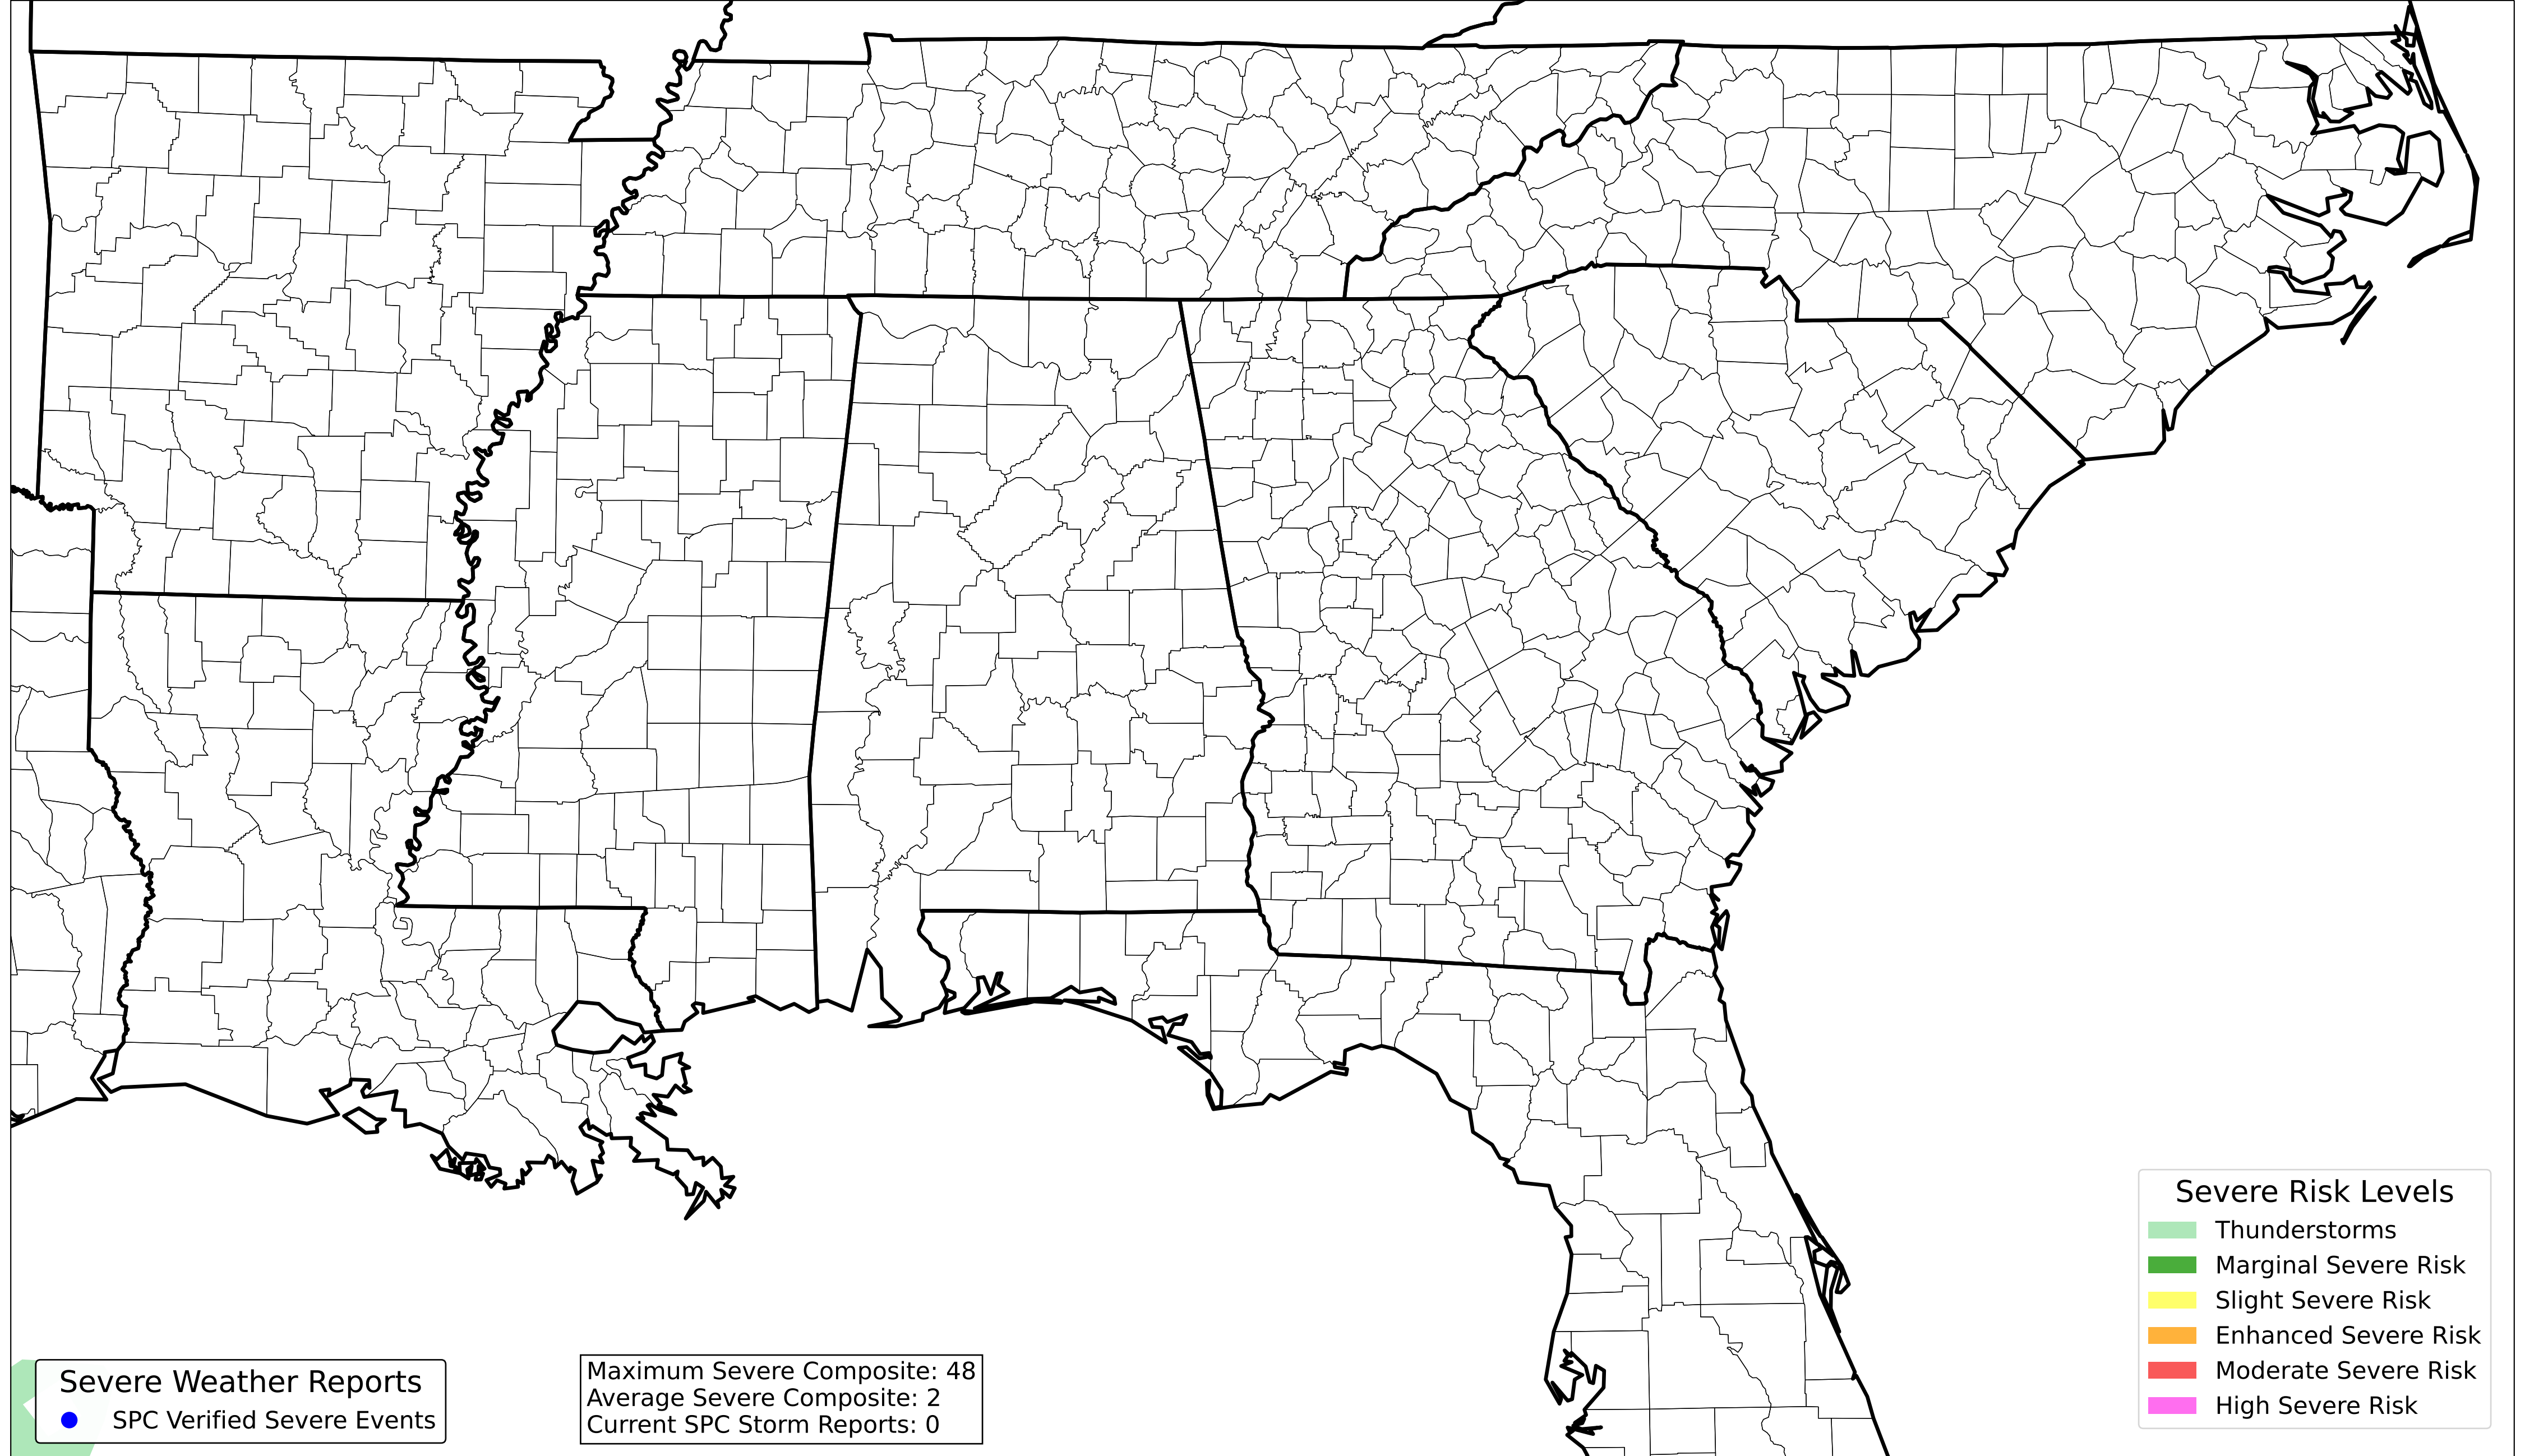 Severe Weather Reports
SPC Verified Severe Events
Maximum Severe Composite: 48
Average Severe Composite: 2
Current SPC Storm Reports: 0
Severe Risk Levels
Thunderstorms
Marginal Severe Risk
Slight Severe Risk
Enhanced Severe Risk
Moderate Severe Risk
High Severe Risk